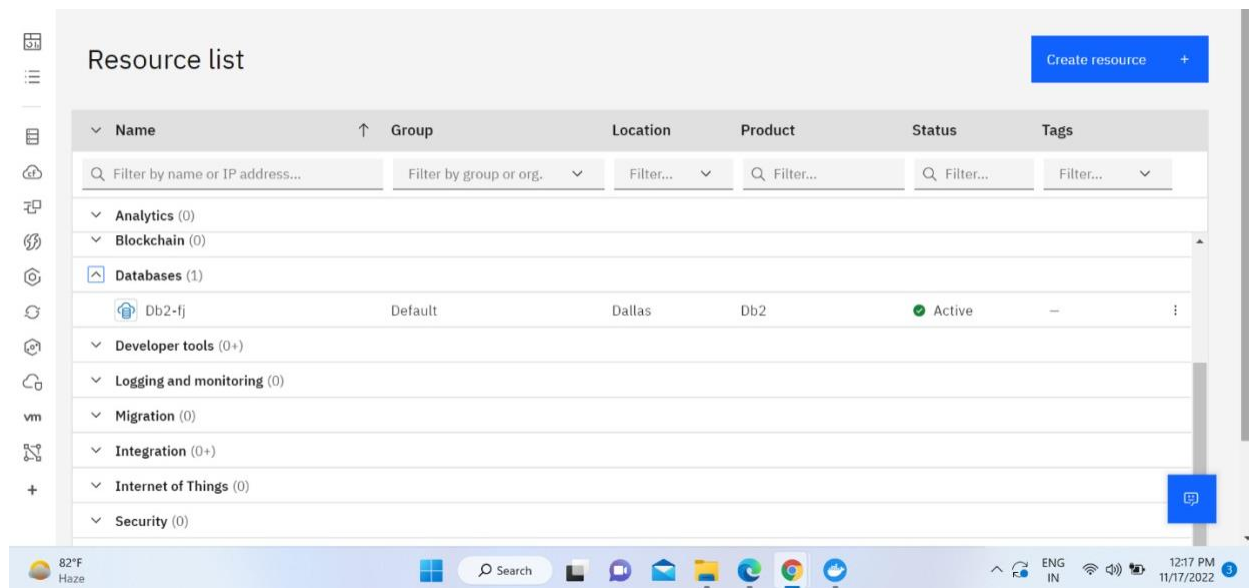 Resource list
Create resource +
Name ↑ Group Location Product Status Tags
Filter by name or IP address... Filter by group or org. Filter... Filter... Filter... Filter...
Analytics (0)
Blockchain (0)
Databases (1)
Db2-fj Default Dallas Db2 Active —
Developer tools (0+)
Logging and monitoring (0)
vm
Migration (0)
Integration (0+)
Internet of Things (0)
Security (0)
82°F
Haze
Search
ENG
IN
12:17 PM
11/17/2022
3